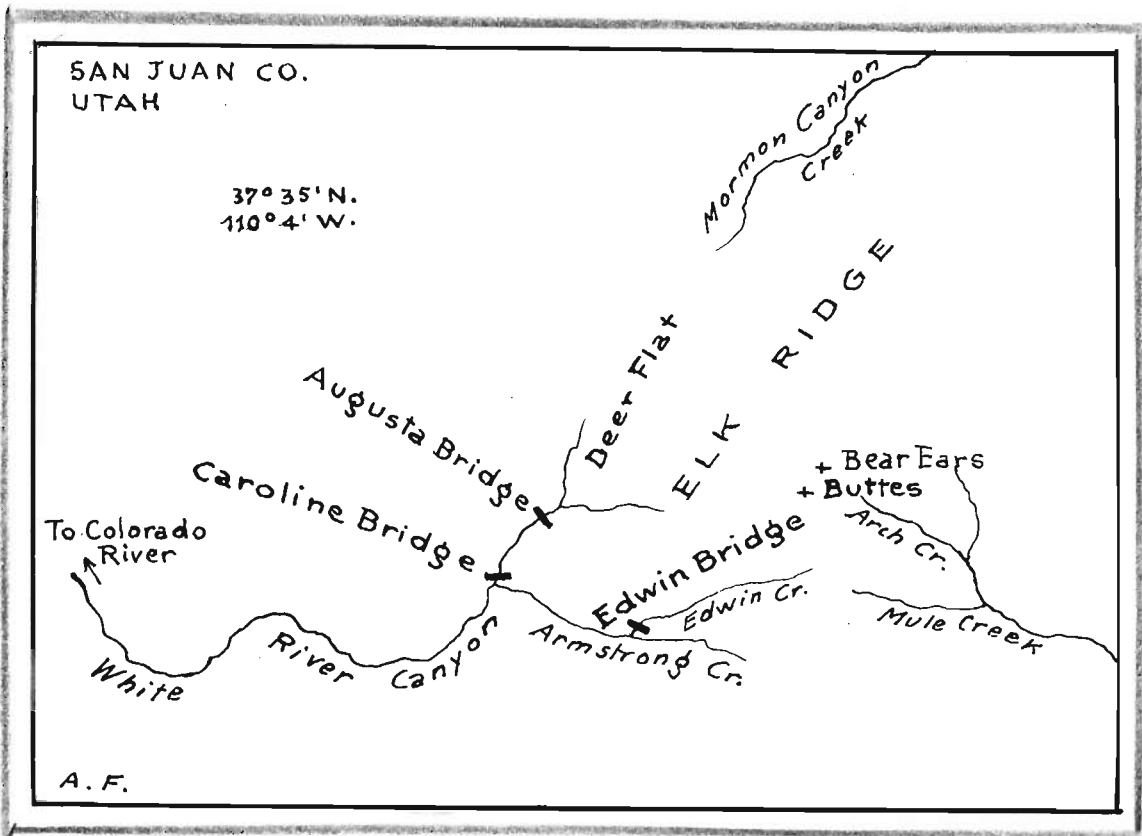 SAN JUAN CO.
UTAH
37° 35' N.
110° 4' W.
Mormon Canyon
Creek
Deer Flat
ELK RIDGE
Augusta Bridge
Caroline Bridge
Edwin Bridge
+ Bear Ears
+ Buttes
Arch Cr.
To Colorado
River
Edwin Cr.
Armstrong Cr.
Mule Creek
White River Canyon
A. F.